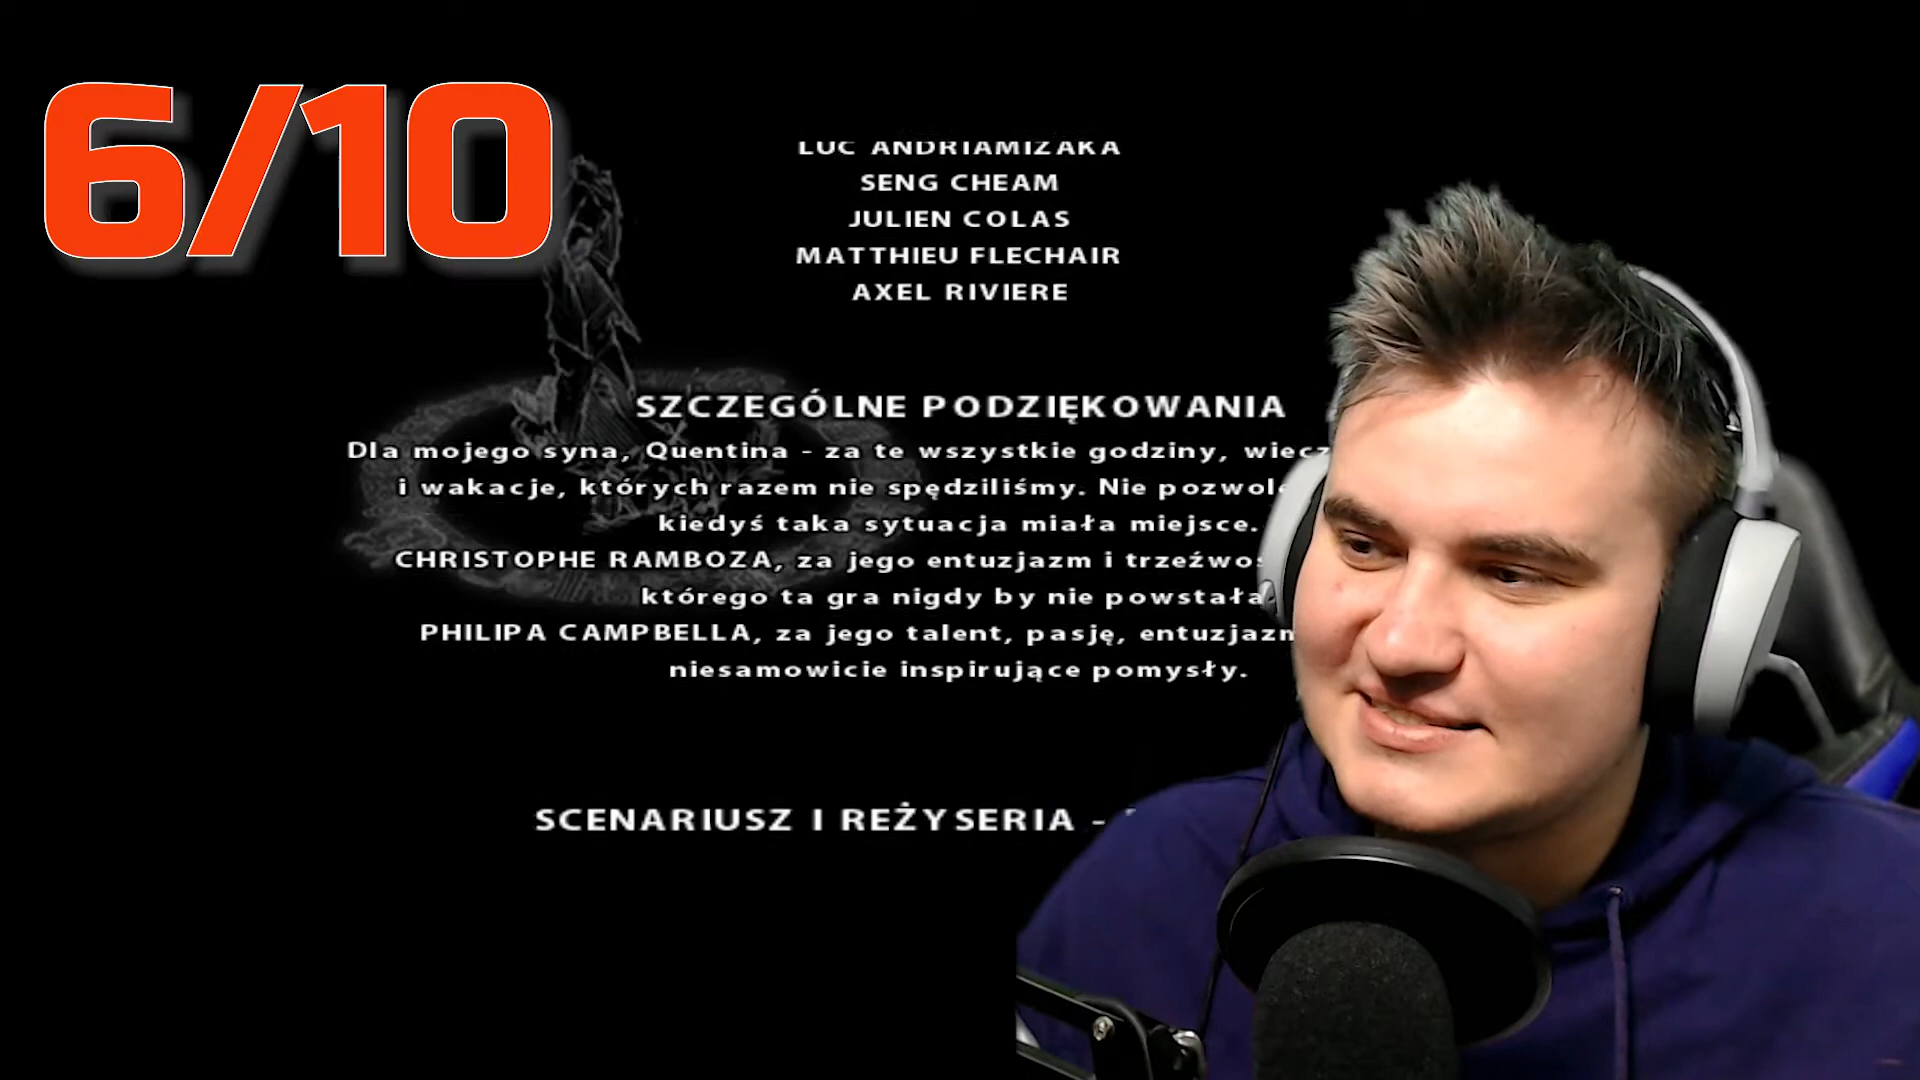 6/10
LUC ANDRIAMIZAKA
SENG CHEAM
JULIEN COLAS
MATTHIEU FLECHAIR
AXEL RIVIERE
SZCZEGÓLNE PODZIĘKOWANIA
Dla mojego syna, Quentina - za te wszystkie godziny,
i wakacje, których razem nie spędziliśmy. Nie
kiedyś taka sytuacja miała miejsce.
CHRISTOPHE RAMBOZA, za jego entuzjazm i
którego ta gra nigdy by nie powstała
PHILIPA CAMPBELLA, za jego talent, pasję,
niesamowicie inspirujące pomysły.
SCENARIUSZ I REŻYSERIA -